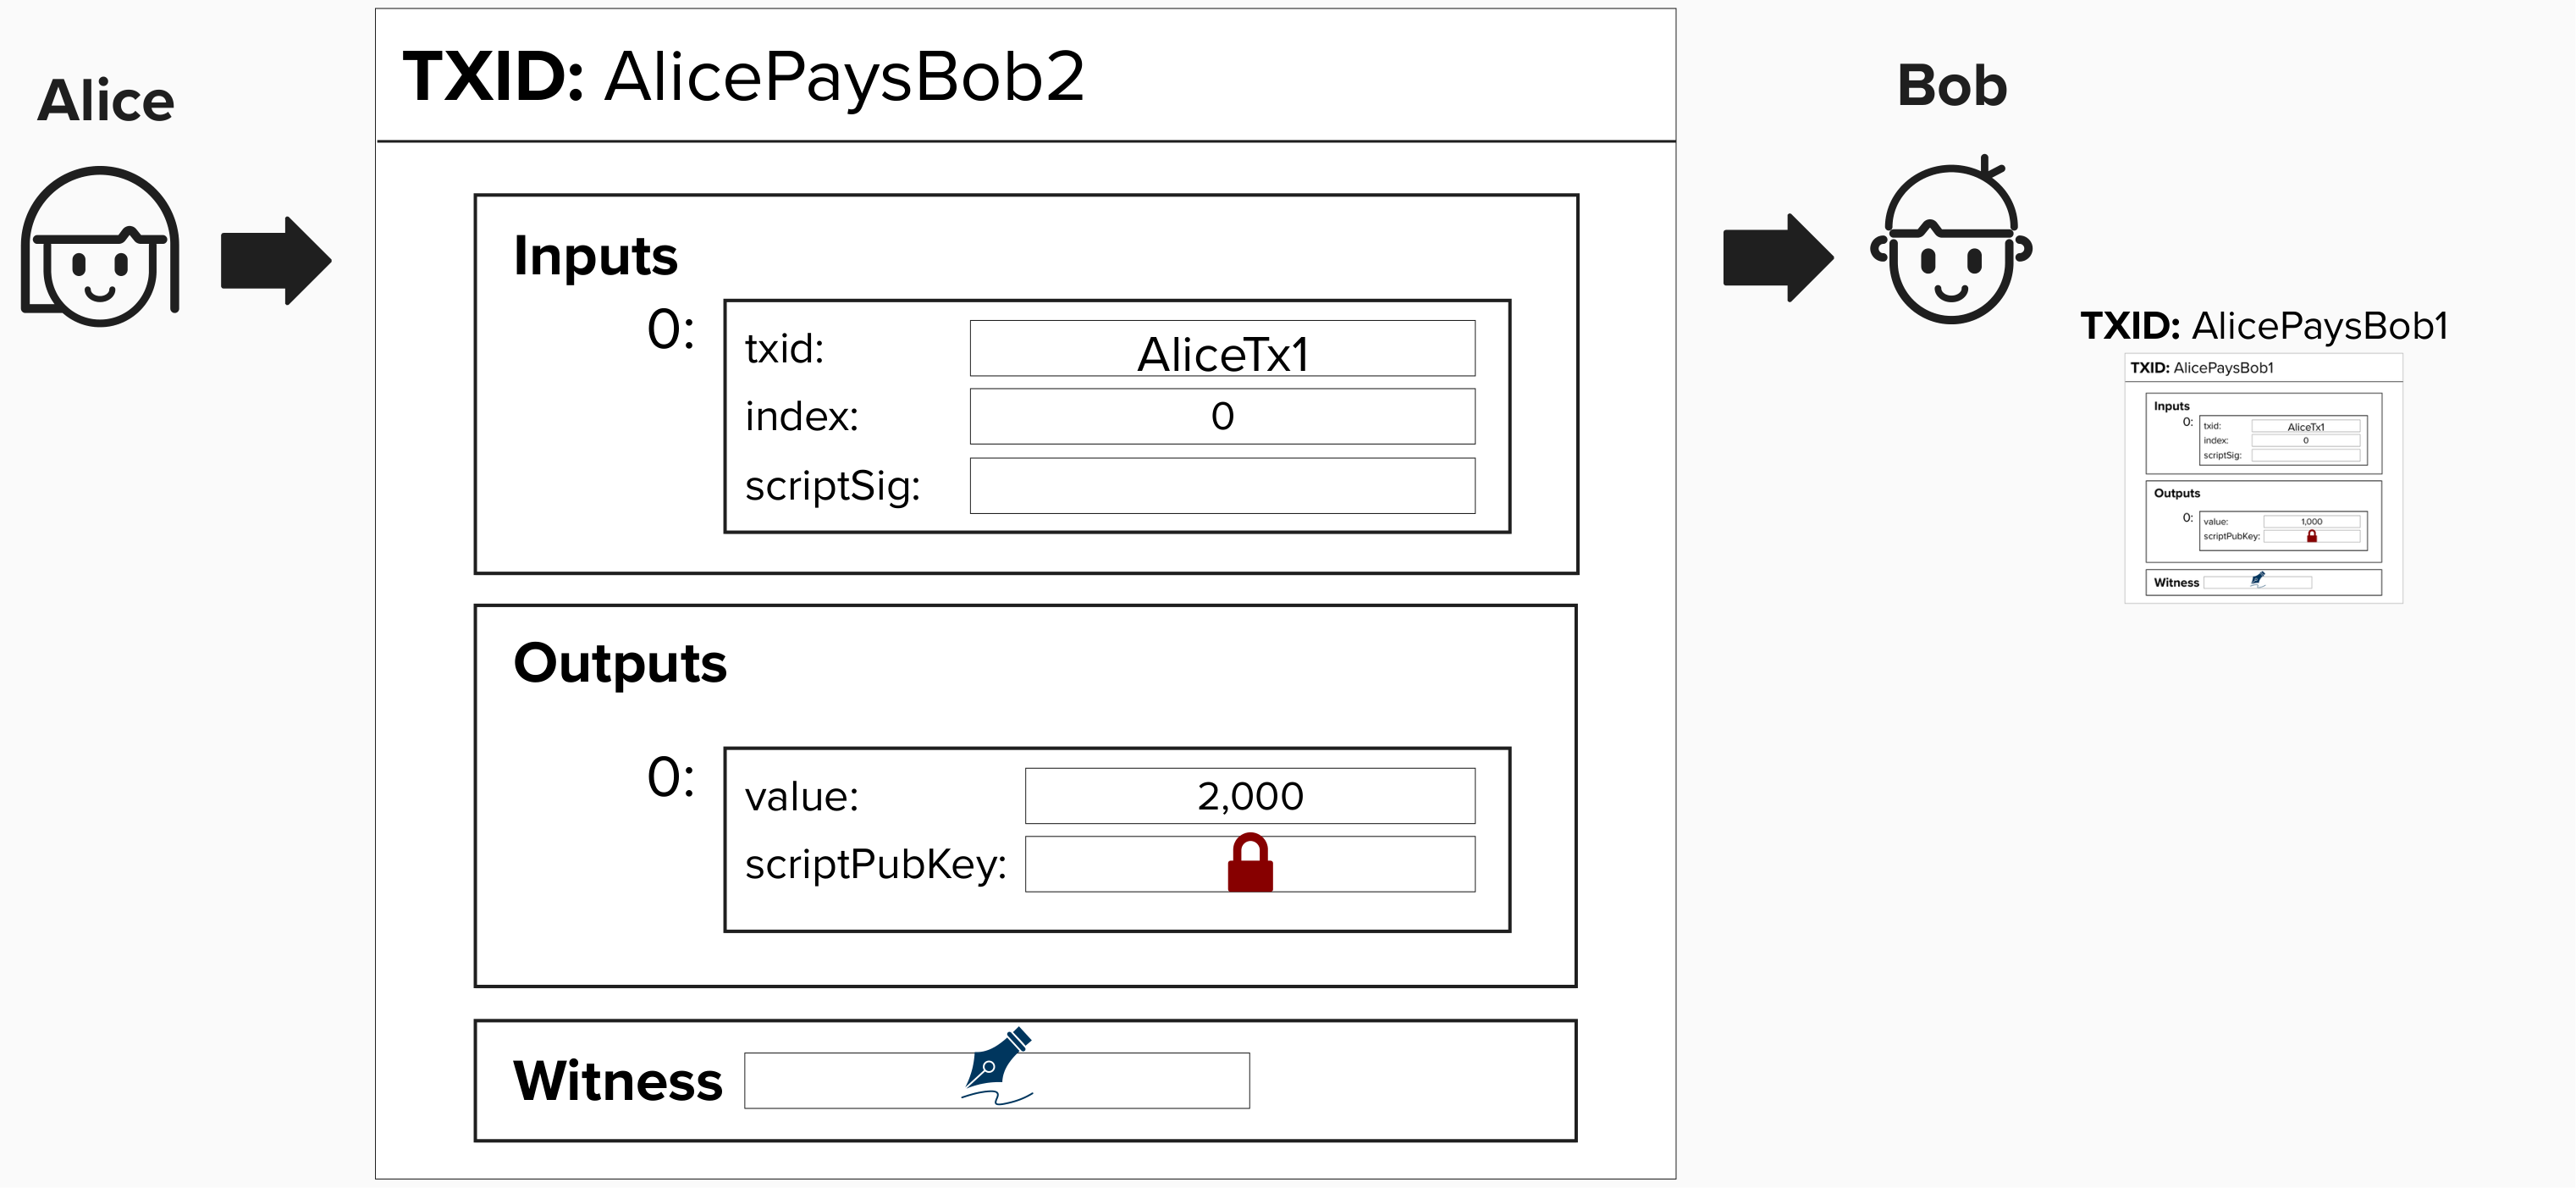 Alice
TXID: AlicePaysBob2
Inputs
0:
txid: AliceTx1
index: 0
scriptSig:
Outputs
0:
value: 2,000
scriptPubKey:
Witness
Bob
TXID: AlicePaysBob1
TXID: AlicePaysBob1
Inputs
0:
txid: AliceTx1
index: 0
scriptSig:
Outputs
0:
value: 1,000
scriptPubKey:
Witness